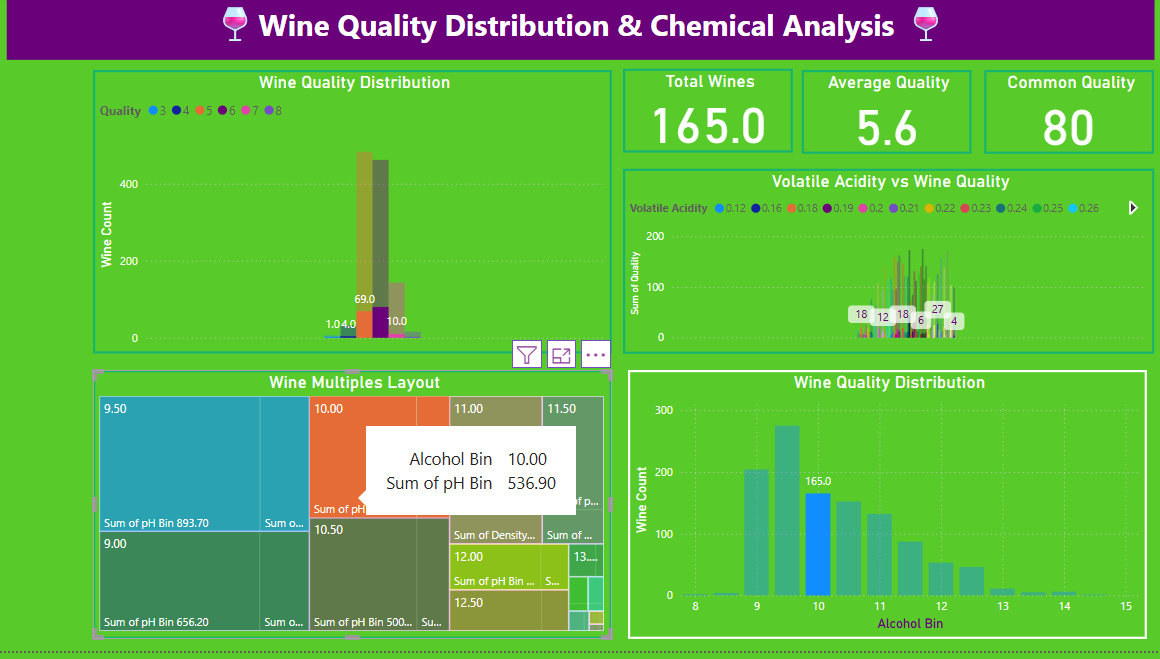 🍷 Wine Quality Distribution & Chemical Analysis 🍷
Wine Quality Distribution
Quality 3 4 5 6 7 8
Wine Count
400
200
0
1.0 4.0 69.0 10.0
Total Wines
165.0
Average Quality
5.6
Common Quality
80
Volatile Acidity vs Wine Quality
Volatile Acidity 0.12 0.16 0.18 0.19 0.2 0.21 0.22 0.23 0.24 0.25 0.26
Sum of Quality
200
100
0
18 12 18 6 27 4
Wine Multiples Layout
9.50
Sum of pH Bin 893.70
Sum o...
9.00
Sum of pH Bin 656.20
Sum o...
10.00
Sum of pH
10.50
Sum of pH Bin 500...
Su...
11.00
Sum of Density...
11.50
of p...
Sum of ...
12.00
Sum of pH Bin ...
S...
12.50
13....
Alcohol Bin 10.00
Sum of pH Bin 536.90
Wine Quality Distribution
Wine Count
300
200
100
0
165.0
8 9 10 11 12 13 14 15
Alcohol Bin